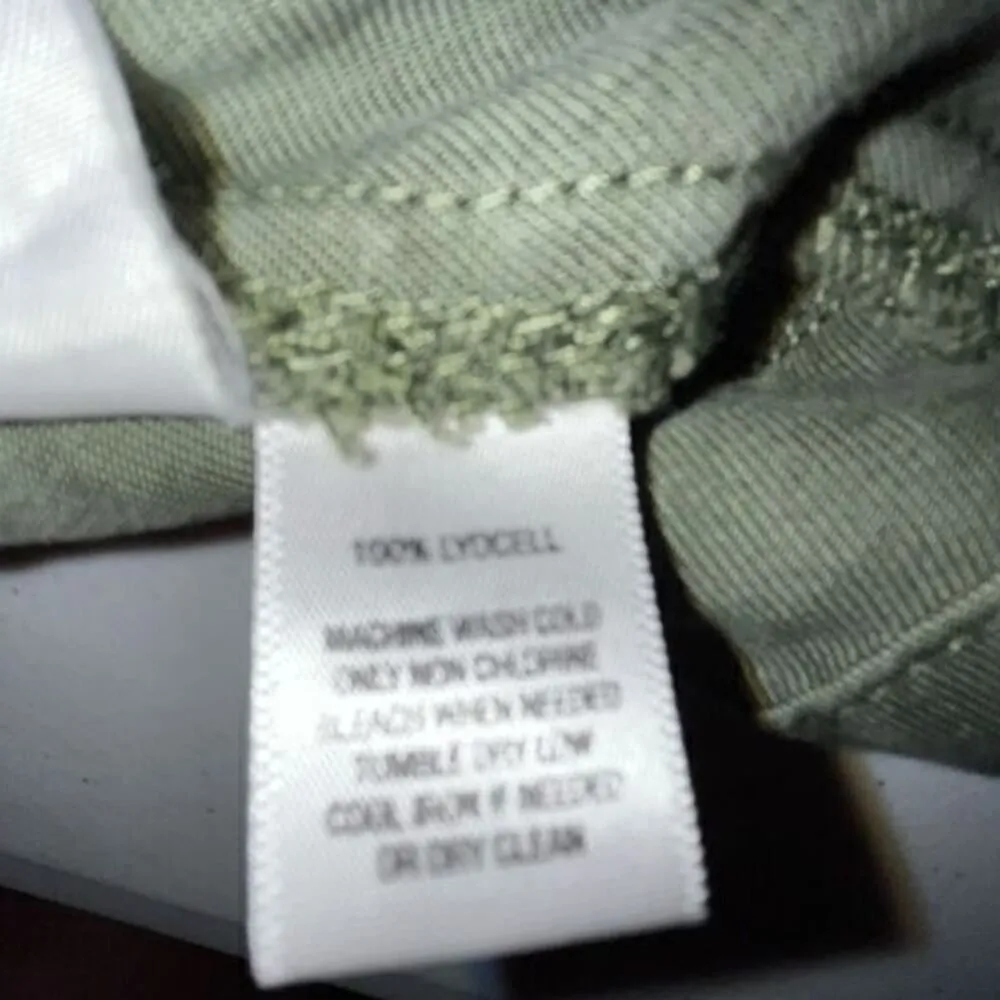 100% LYOCELL
MACHINE WASH COLD
ONLY NON CHLORINE
BLEACH WHEN NEEDED
TUMBLE DRY LOW
COOL IRON IF NEEDED
OR DRY CLEAN